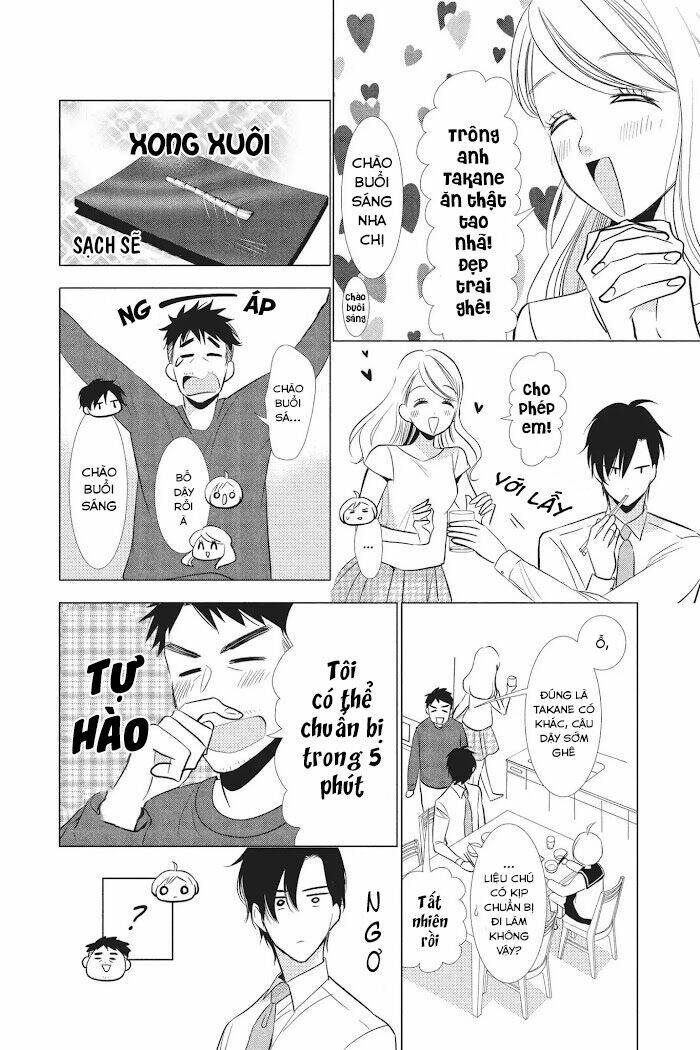 Trông
anh
TAKANE
ăn thật
tao
nhã!
Đẹp
trai
ghê!
CHÀO
BUỔI
SÁNG
NHA
CHỊ
Chào
buổi
sáng
XONG XUÔI
SẠCH SẼ
Cho
phép
em!
VỚI LẤY
...
NG ÁP
CHÀO
BUỔI
SÁ...
BỐ
DẬY RỒI
À
CHÀO
BUỔI
SÁNG
Ồ,
ĐÚNG LÀ
TAKANE CÓ
KHÁC, CẬU
DẬY SỚM
GHÊ
...
LIỆU CHÚ
CÓ KỊP
CHUẨN BỊ
ĐI LÀM
KHÔNG
VẬY?
Tất
nhiên
rồi
Tôi
có thể
chuẩn bị
trong 5
phút
TỰ
HÀO
NGƠ
?